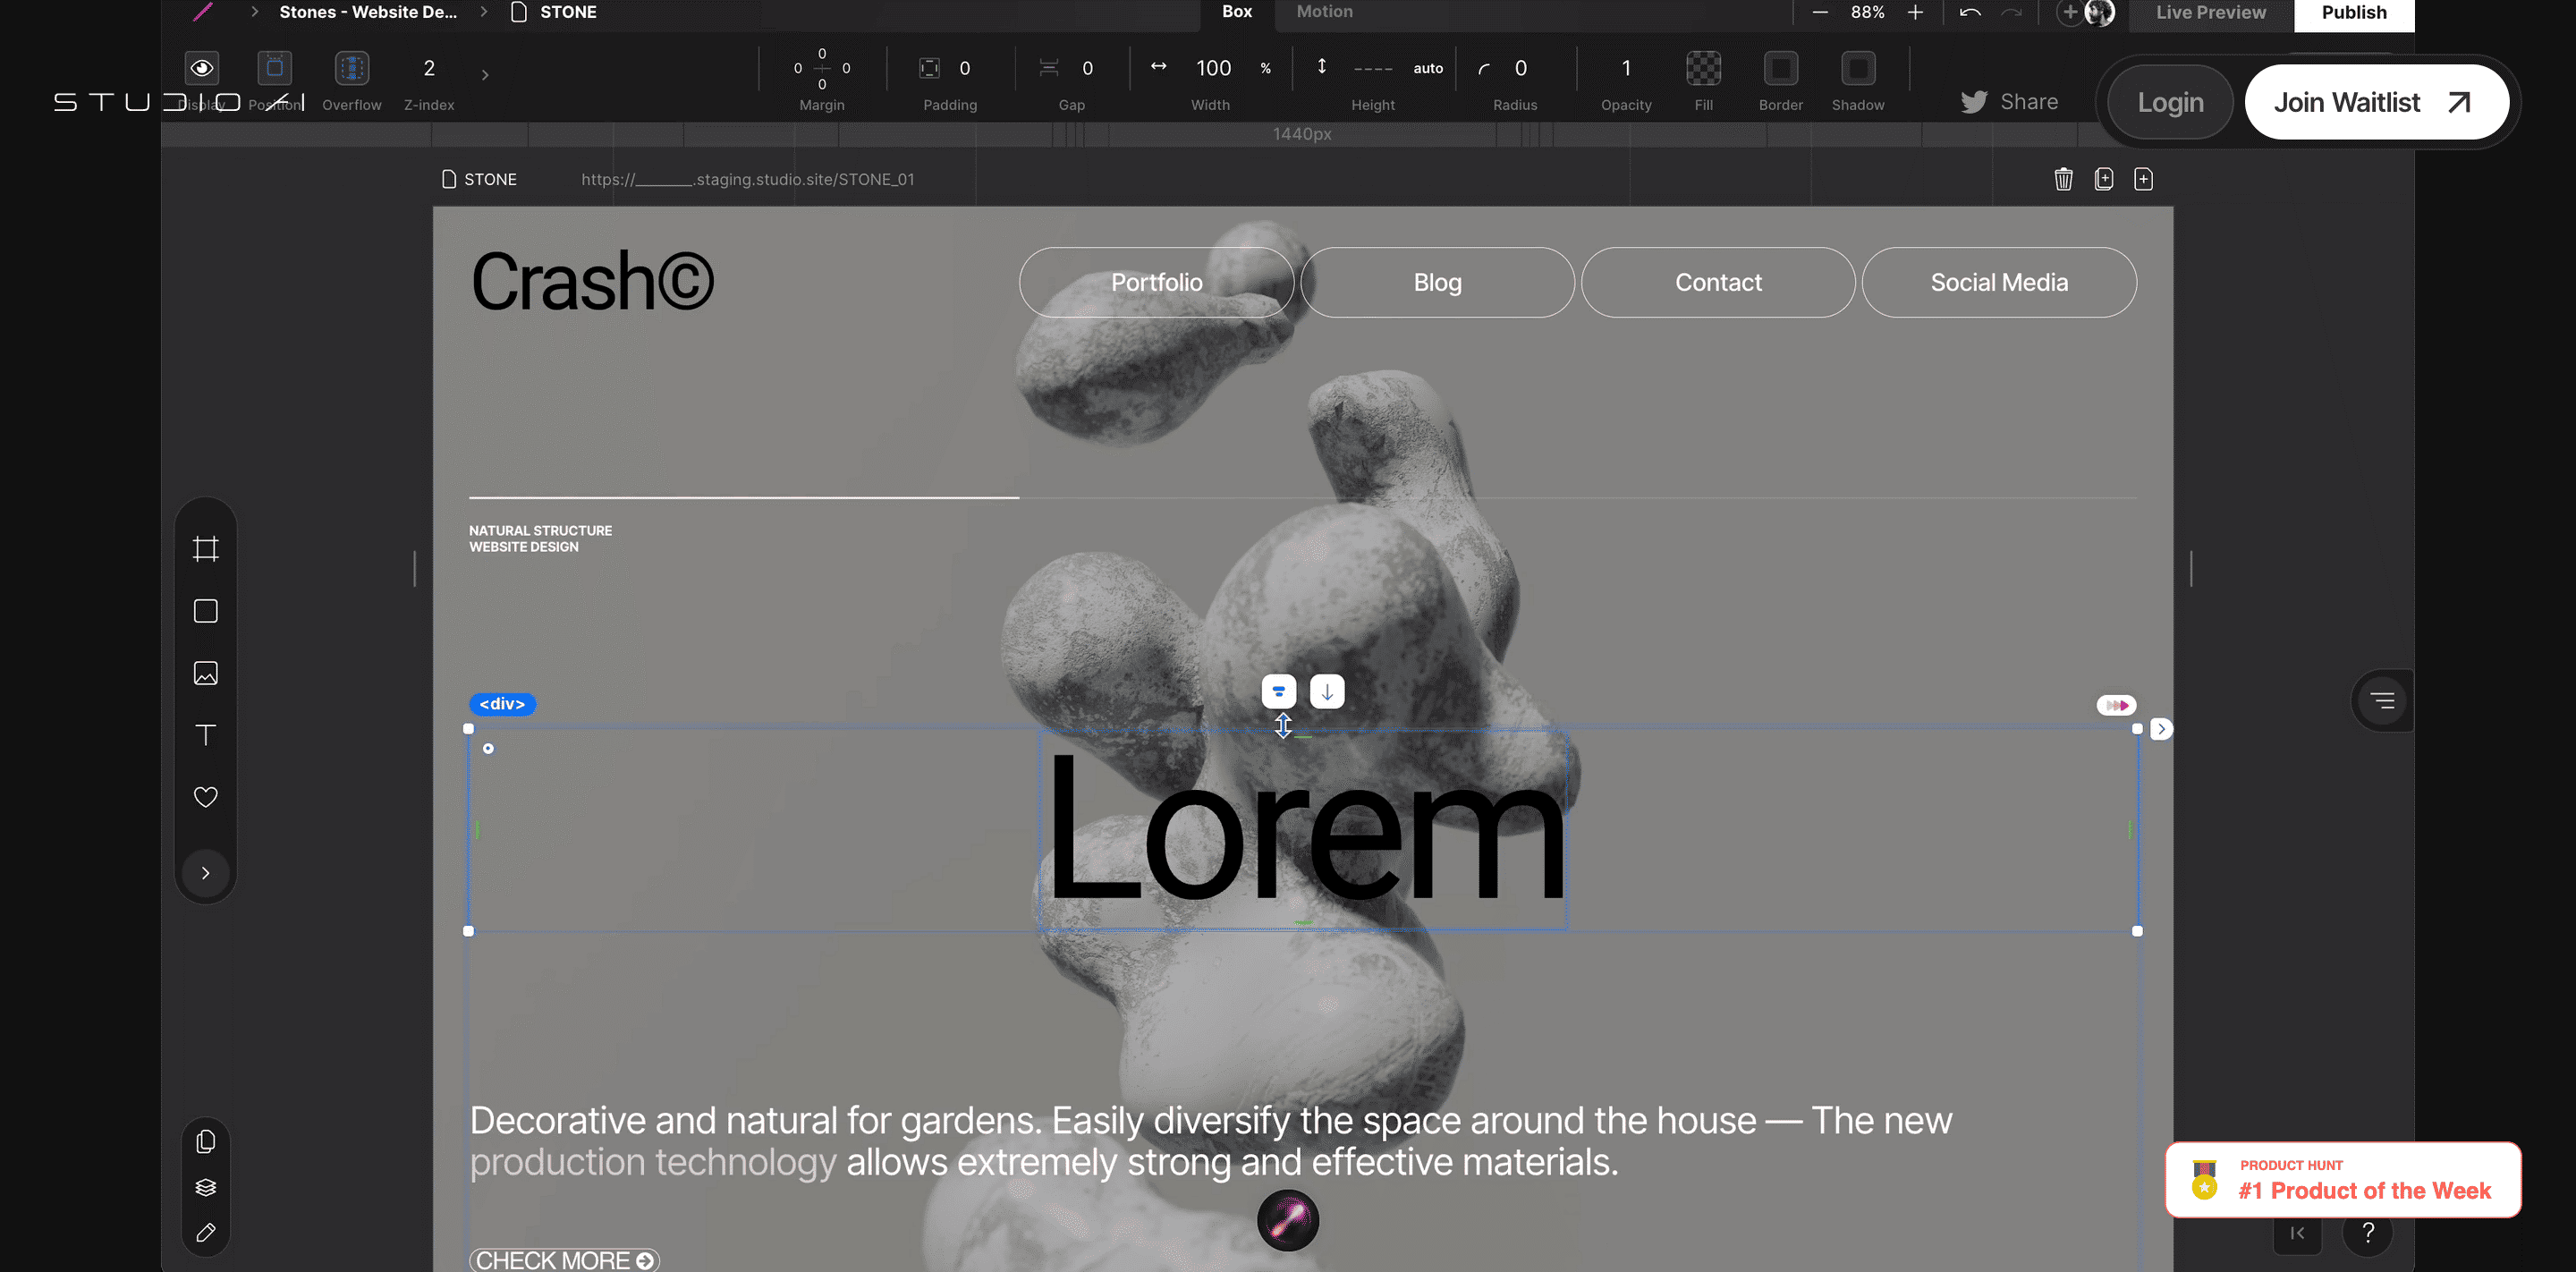 Stones - Website De...
STONE
Box
Motion
88%
Live Preview
Publish
2
0
0
0
0
0
0
100
%
auto
0
1
Display
Position
Overflow
Z-index
Margin
Padding
Gap
Width
Height
Radius
Opacity
Fill
Border
Shadow
STUDIO AI
Share
Login
Join Waitlist
1440px
STONE
https://_______.staging.studio.site/STONE_01
Crash©
Portfolio
Blog
Contact
Social Media
NATURAL STRUCTURE
WEBSITE DESIGN
<div>
Lorem
Decorative and natural for gardens. Easily diversify the space around the house — The new
production technology allows extremely strong and effective materials.
PRODUCT HUNT
#1 Product of the Week
CHECK MORE
?